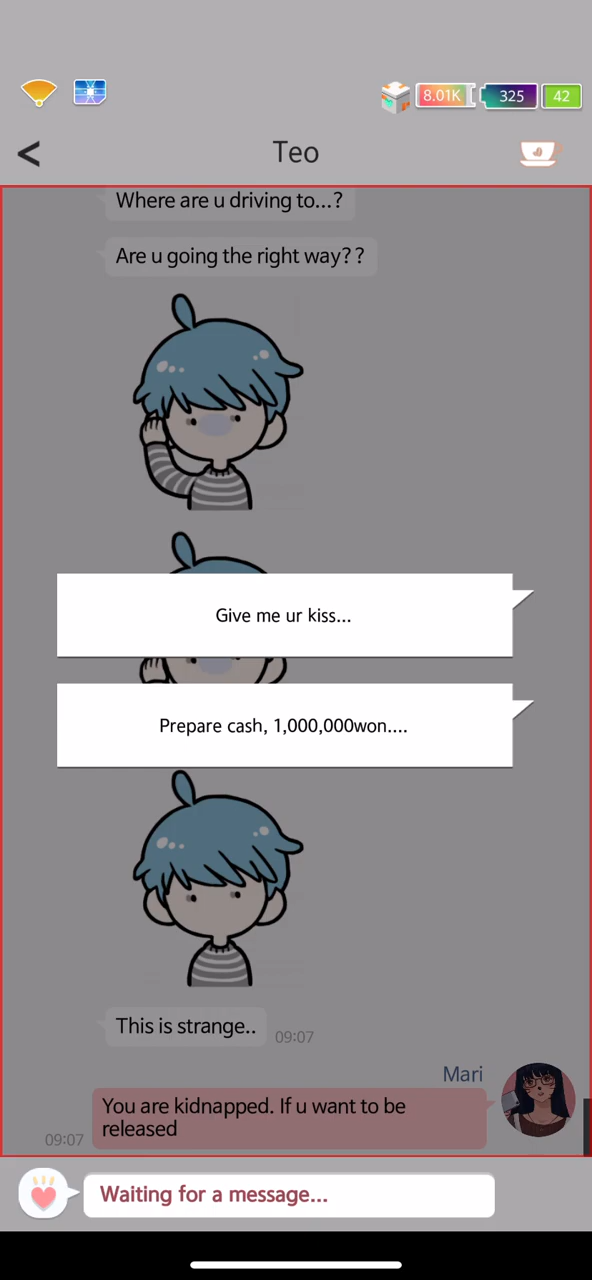 8.01K
325
42
<
Teo
Where are u driving to...?
Are u going the right way??
Give me ur kiss...
Prepare cash, 1,000,000won....
This is strange..
09:07
Mari
You are kidnapped. If u want to be
released
09:07
Waiting for a message...